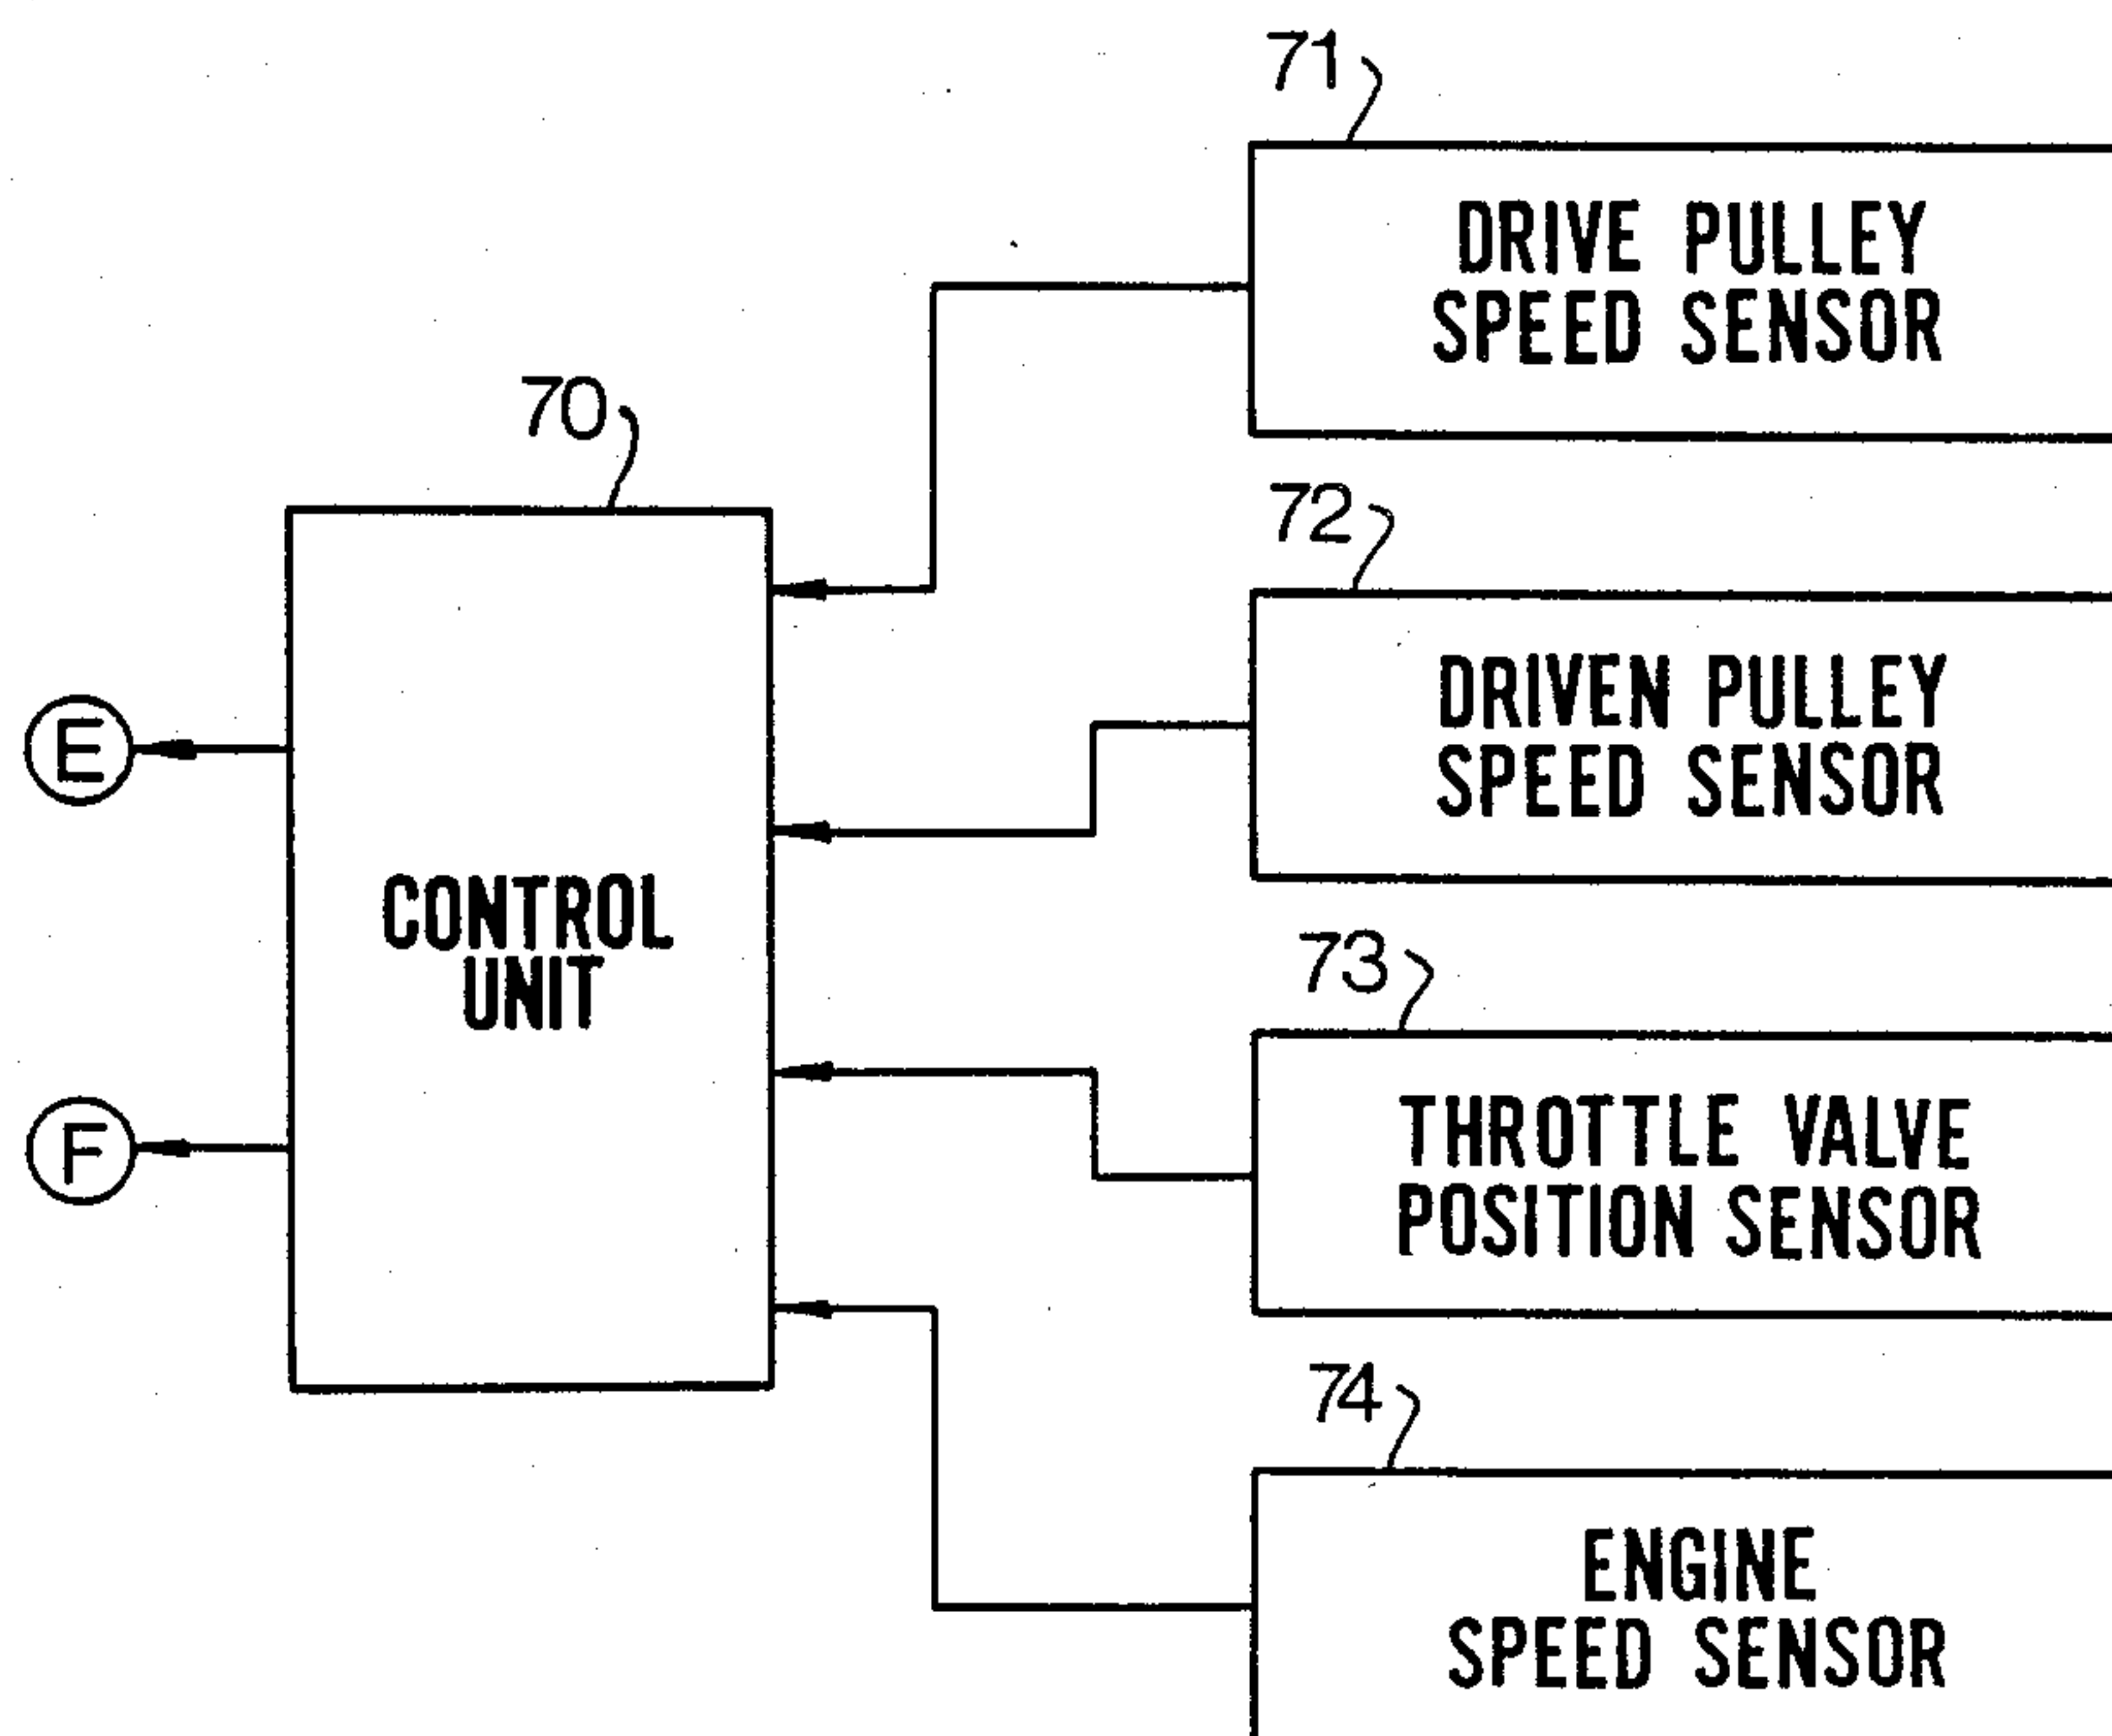 71
DRIVE PULLEY
SPEED SENSOR
70
72
DRIVEN PULLEY
SPEED SENSOR
E
CONTROL
UNIT
73
F
THROTTLE VALVE
POSITION SENSOR
74
ENGINE
SPEED SENSOR